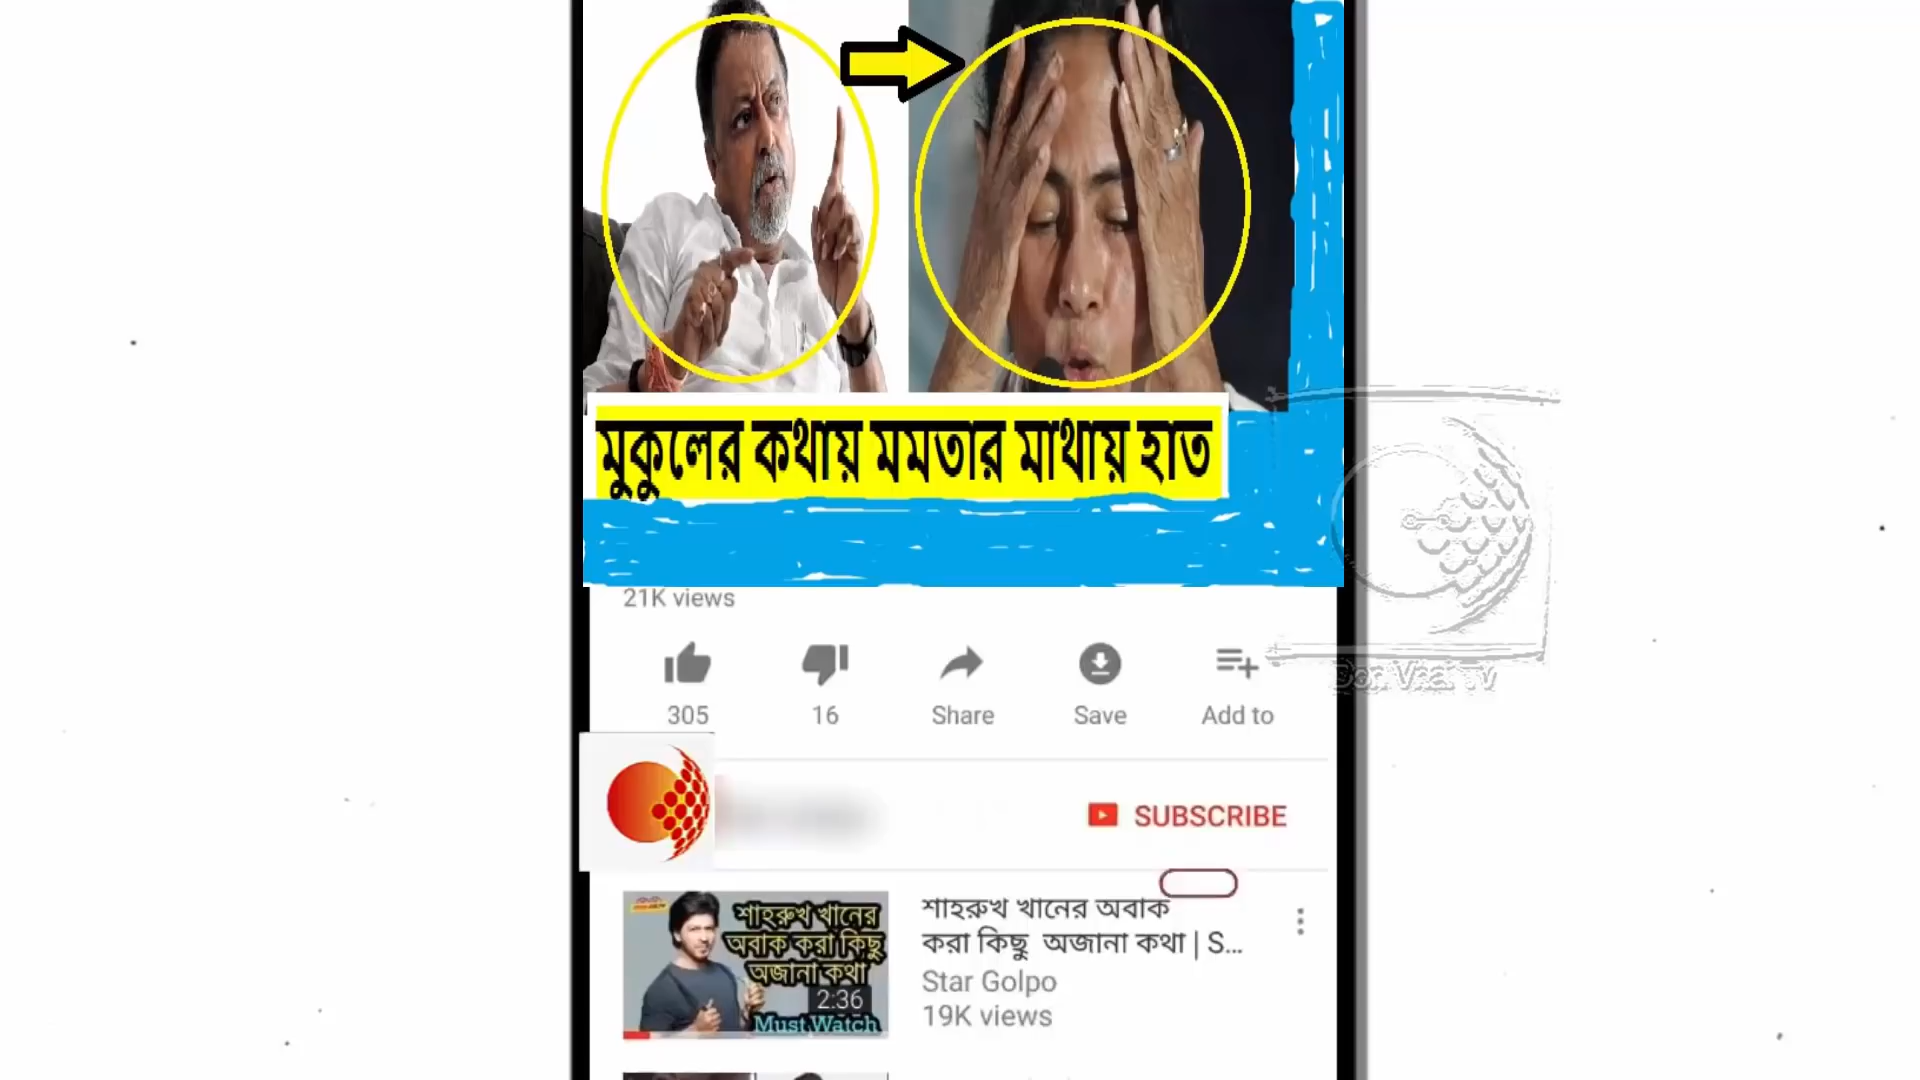 মুকুলের কথায় মমতার মাথায় হাত
21K views
305
16
Share
Save
Add to
SUBSCRIBE
শাহরুখ খানের
অবাক করা কিছু
অজানা কথা
2:36
Must Watch
শাহরুখ খানের অবাক
করা কিছু অজানা কথা | S...
Star Golpo
19K views